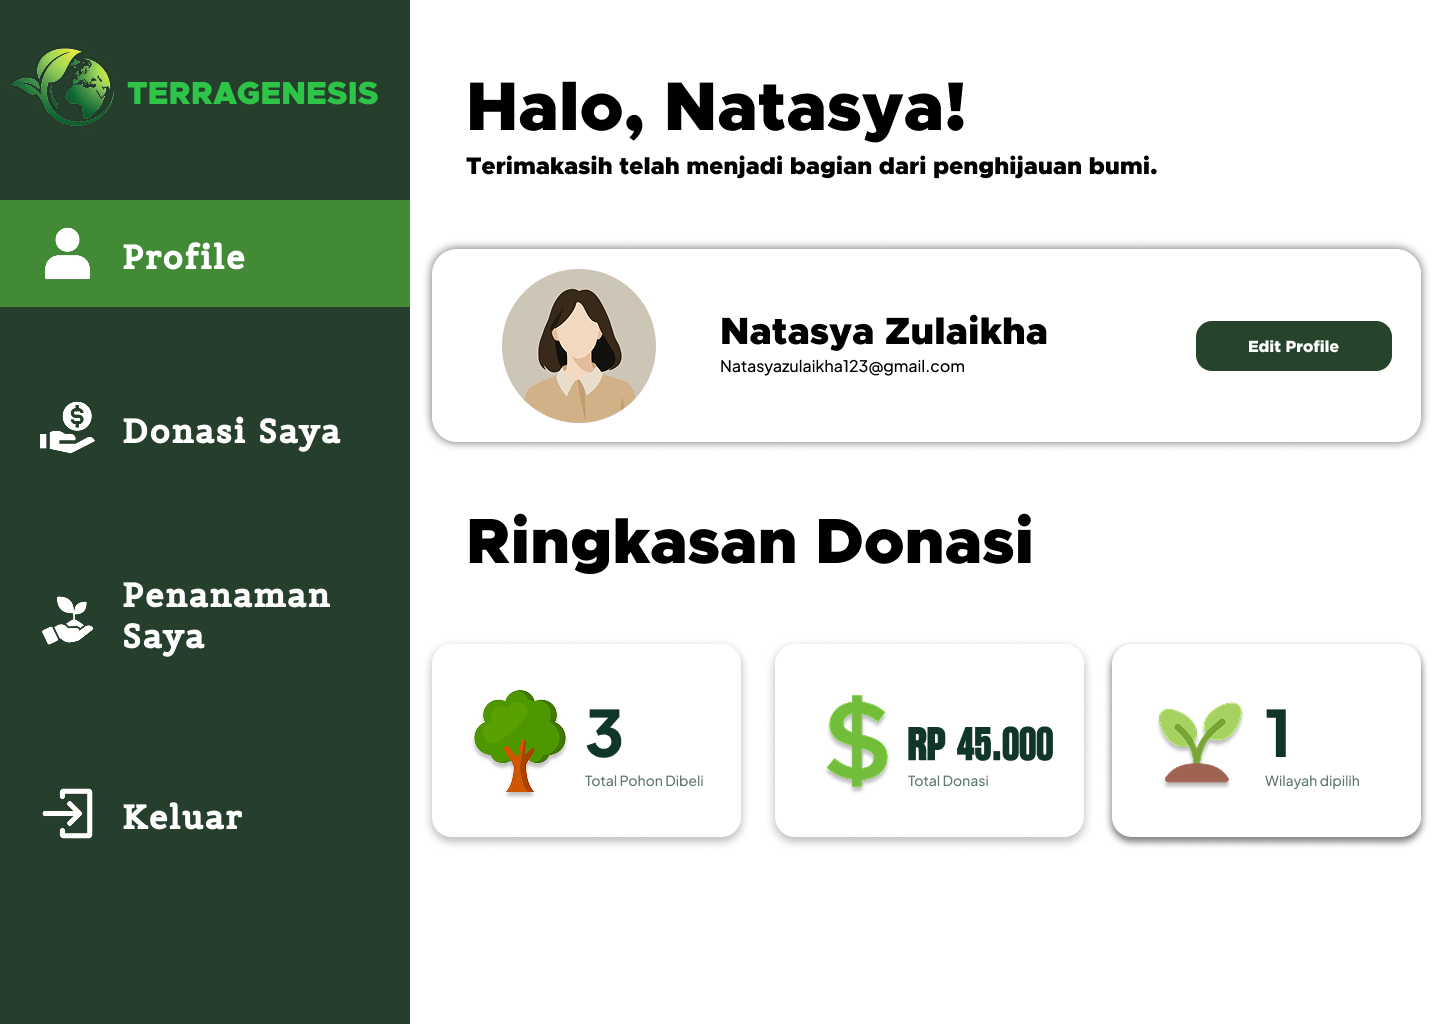 TERRAGENESIS
Profile
Donasi Saya
Penanaman
Saya
Keluar
Halo, Natasya!
Terimakasih telah menjadi bagian dari penghijauan bumi.
Natasya Zulaikha
Natasyazulaikha123@gmail.com
Edit Profile
Ringkasan Donasi
3
Total Pohon Dibeli
RP 45.000
Total Donasi
1
Wilayah dipilih